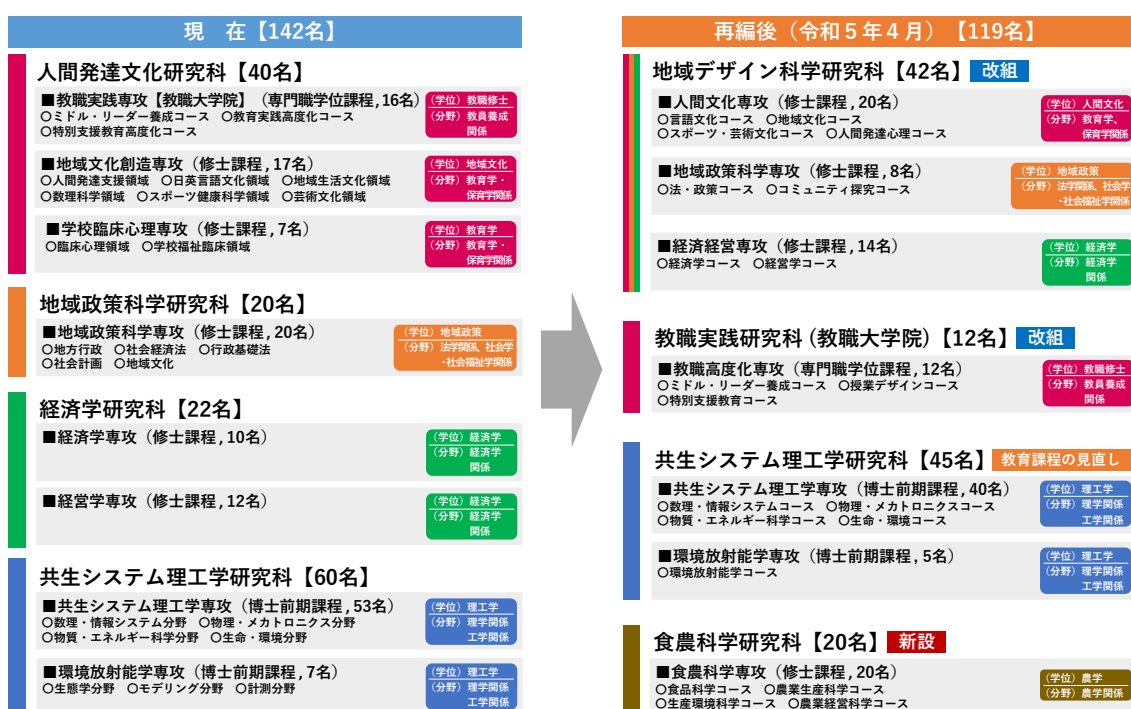 現 在【142名】
人間発達文化研究科【40名】
■教職実践専攻【教職大学院】(専門職学位課程,16名)
〇ミドル・リーダー養成コース 〇教育実践高度化コース
〇特別支援教育高度化コース
(学位)教職修士
(分野)教員養成
関係
■地域文化創造専攻(修士課程,17名)
〇人間発達支援領域 〇日英言語文化領域 〇地域生活文化領域
〇数理科学領域 〇スポーツ健康科学領域 〇芸術文化領域
(学位)地域文化
(分野)教育学・
保育学関係
■学校臨床心理専攻(修士課程,7名)
〇臨床心理領域 〇学校福祉臨床領域
(学位)教育学
(分野)教育学・
保育学関係
地域政策科学研究科【20名】
■地域政策科学専攻(修士課程,20名)
〇地方行政 〇社会経済法 〇行政基礎法
〇社会計画 〇地域文化
(学位)地域政策
(分野)法学関係、社会学
・社会福祉学関係
経済学研究科【22名】
■経済学専攻(修士課程,10名)
(学位)経済学
(分野)経済学
関係
■経営学専攻(修士課程,12名)
(学位)経済学
(分野)経済学
関係
共生システム理工学研究科【60名】
■共生システム理工学専攻(博士前期課程,53名)
〇数理・情報システム分野 〇物理・メカトロニクス分野
〇物質・エネルギー科学分野 〇生命・環境分野
(学位)理工学
(分野)理学関係
工学関係
■環境放射能学専攻(博士前期課程,7名)
〇生態学分野 〇モデリング分野 〇計測分野
(学位)理工学
(分野)理学関係
工学関係
再編後(令和5年4月)【119名】
地域デザイン科学研究科【42名】 改組
■人間文化専攻(修士課程,20名)
〇言語文化コース 〇地域文化コース
〇スポーツ・芸術文化コース 〇人間発達心理コース
(学位)人間文化
(分野)教育学、
保育学関係
■地域政策科学専攻(修士課程,8名)
〇法・政策コース 〇コミュニティ探究コース
(学位)地域政策
(分野)法学関係、社会学
・社会福祉学関係
■経済経営専攻(修士課程,14名)
〇経済学コース 〇経営学コース
(学位)経済学
(分野)経済学
関係
教職実践研究科(教職大学院)【12名】 改組
■教職高度化専攻(専門職学位課程,12名)
〇ミドル・リーダー養成コース 〇授業デザインコース
〇特別支援教育コース
(学位)教職修士
(分野)教員養成
関係
共生システム理工学研究科【45名】 教育課程の見直し
■共生システム理工学専攻(博士前期課程,40名)
〇数理・情報システムコース 〇物理・メカトロニクスコース
〇物質・エネルギー科学コース 〇生命・環境コース
(学位)理工学
(分野)理学関係
工学関係
■環境放射能学専攻(博士前期課程,5名)
〇環境放射能学コース
(学位)理工学
(分野)理学関係
工学関係
食農科学研究科【20名】 新設
■食農科学専攻(修士課程,20名)
〇食品科学コース 〇農業生産科学コース
〇生産環境科学コース 〇農業経営科学コース
(学位)農学
(分野)農学関係